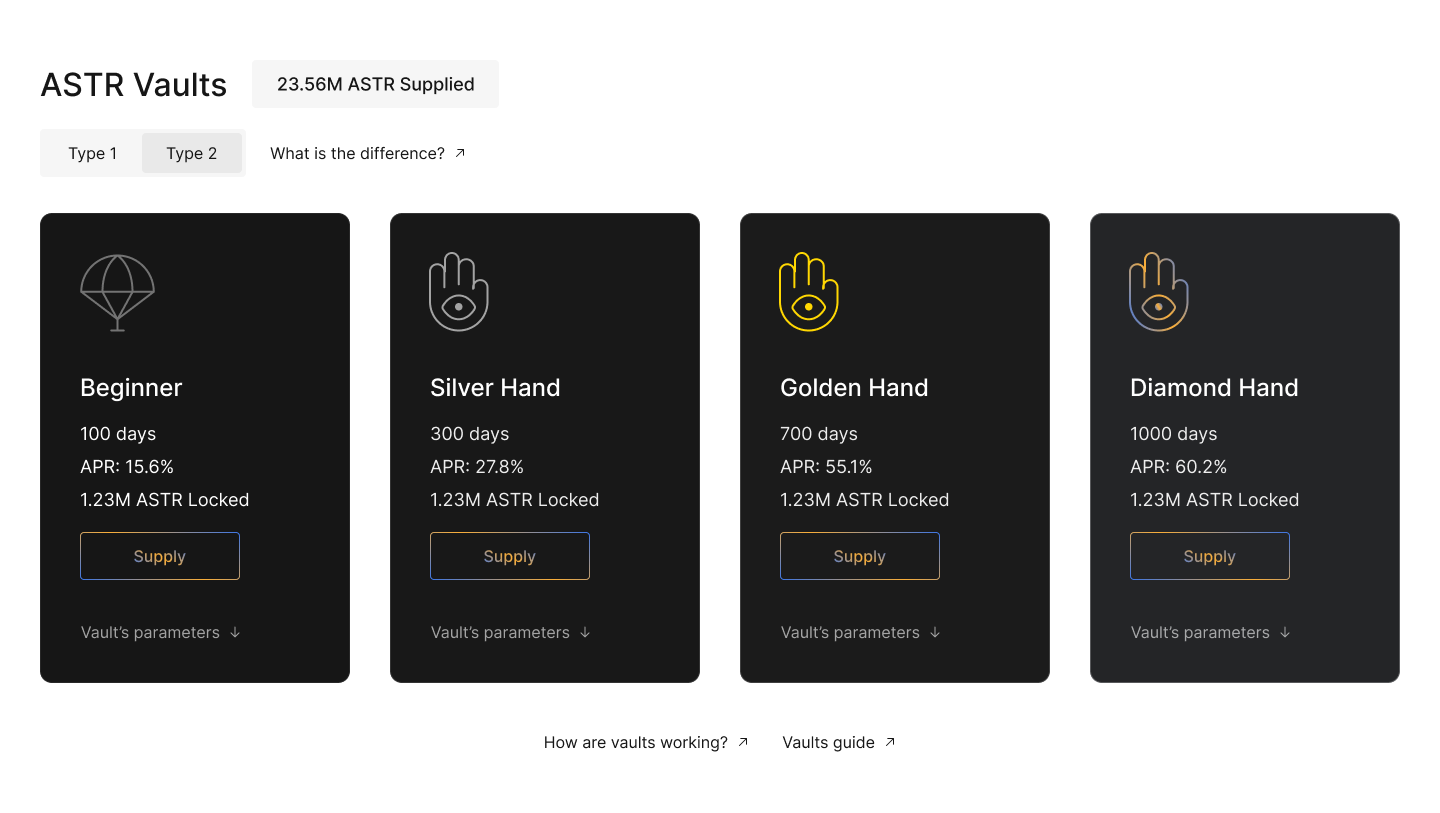 ASTR Vaults
23.56M ASTR Supplied
Type 1
Type 2
What is the difference?
Beginner
100 days
APR: 15.6%
1.23M ASTR Locked
Supply
Vault’s parameters
Silver Hand
300 days
APR: 27.8%
1.23M ASTR Locked
Supply
Vault’s parameters
Golden Hand
700 days
APR: 55.1%
1.23M ASTR Locked
Supply
Vault’s parameters
Diamond Hand
1000 days
APR: 60.2%
1.23M ASTR Locked
Supply
Vault’s parameters
How are vaults working?
Vaults guide